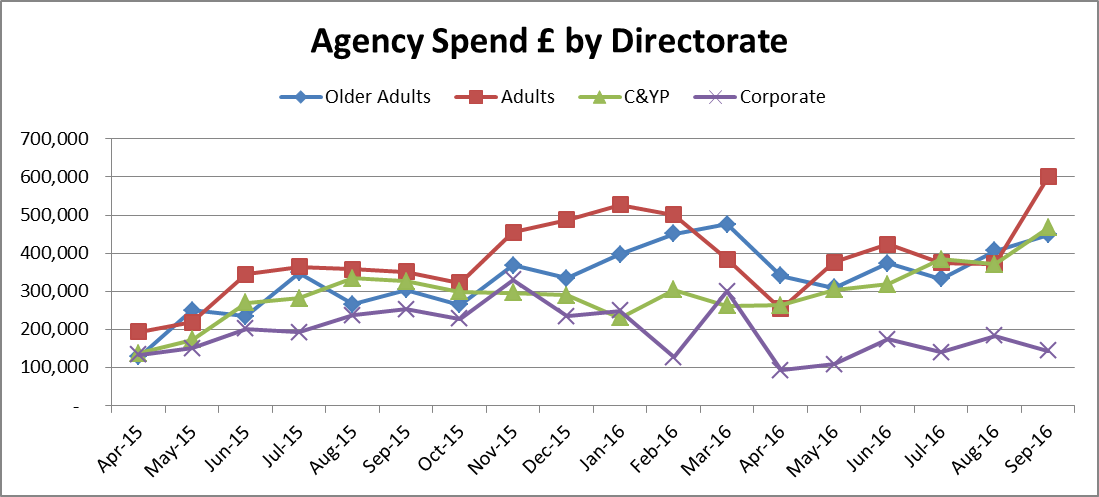 Agency Spend £ by Directorate
Older Adults Adults C&YP Corporate
700,000
600,000
500,000
400,000
300,000
200,000
100,000
-
Apr-15 May-15 Jun-15 Jul-15 Aug-15 Sep-15 Oct-15 Nov-15 Dec-15 Jan-16 Feb-16 Mar-16 Apr-16 May-16 Jun-16 Jul-16 Aug-16 Sep-16